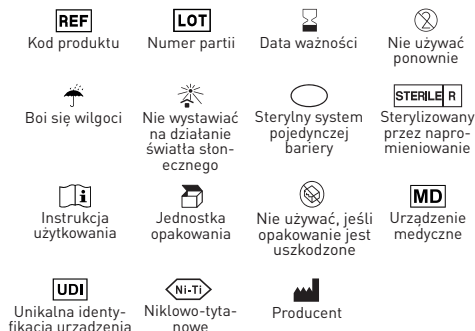 REF
LOT
Kod produktu
Numer partii
Data ważności
Nie używać
ponownie
STERILE R
Boi się wilgoci
Nie wystawiać
na działanie
światła słon-
ecznego
Sterylny system
pojedynczej
bariery
Sterylizowany
przez napro-
mieniowanie
i
MD
Instrukcja
użytkowania
Jednostka
opakowania
Nie używać, jeśli
opakowanie jest
uszkodzone
Urządzenie
medyczne
UDI
Ni-Ti
Unikalna identy-
fikacja urządzenia
Niklowo-tyta-
nowe
Producent